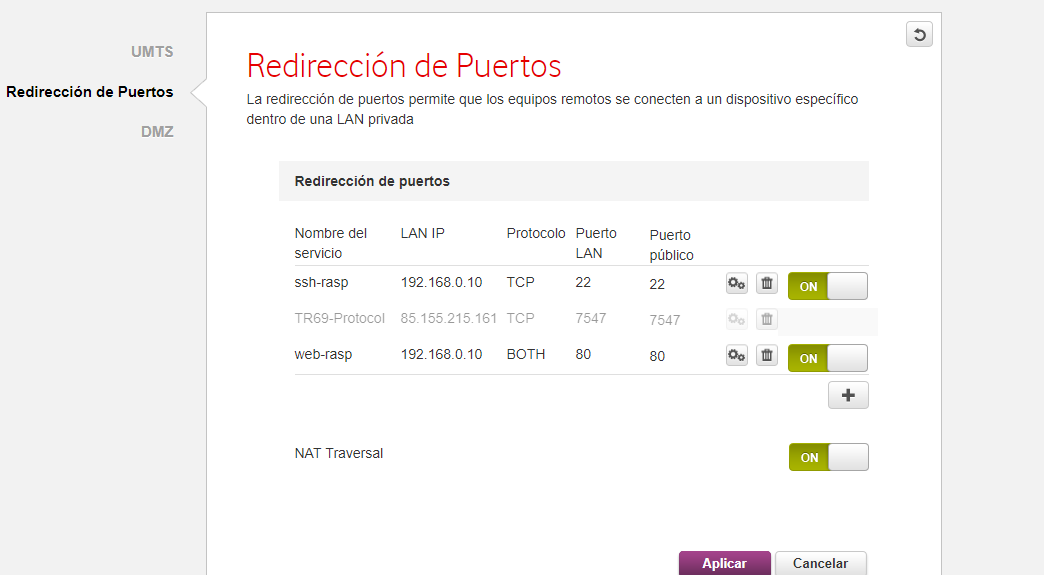 UMTS
Redirección de Puertos
DMZ
Redirección de Puertos
La redirección de puertos permite que los equipos remotos se conecten a un dispositivo específico
dentro de una LAN privada
Redirección de puertos
Nombre del servicio LAN IP Protocolo Puerto LAN Puerto público
ssh-rasp 192.168.0.10 TCP 22 22 ON
TR69-Protocol 85.155.215.161 TCP 7547 7547
web-rasp 192.168.0.10 BOTH 80 80 ON
NAT Traversal ON
Aplicar Cancelar